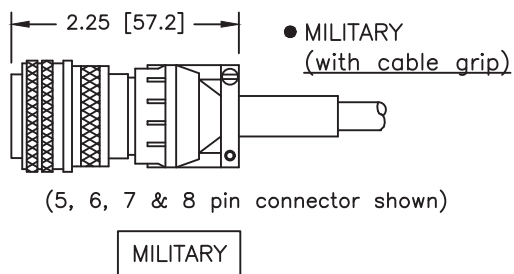 2.25 [57.2]
● MILITARY
(with cable grip)
(5, 6, 7 & 8 pin connector shown)
MILITARY